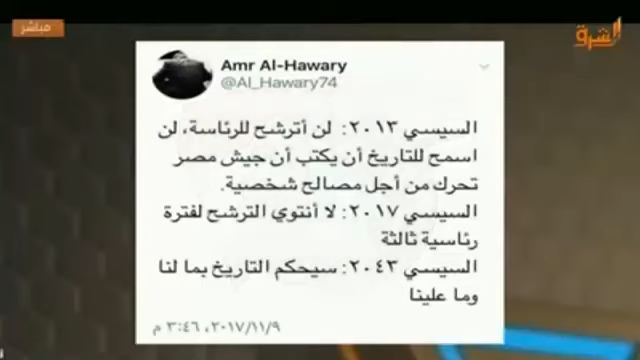 مباشر
الشرق
Amr Al-Hawary
@Al_Hawary74
السيسي ٢٠١٣: لن أترشح للرئاسة، لن
اسمح للتاريخ أن يكتب أن جيش مصر
تحرك من أجل مصالح شخصية.
السيسي ٢٠١٧: لا أنتوي الترشح لفترة
رئاسية ثالثة
السيسي ٢٠٤٣: سيحكم التاريخ بما لنا
وما علينا
٢٠١٧/١١/٩، ٣:٤٦ م